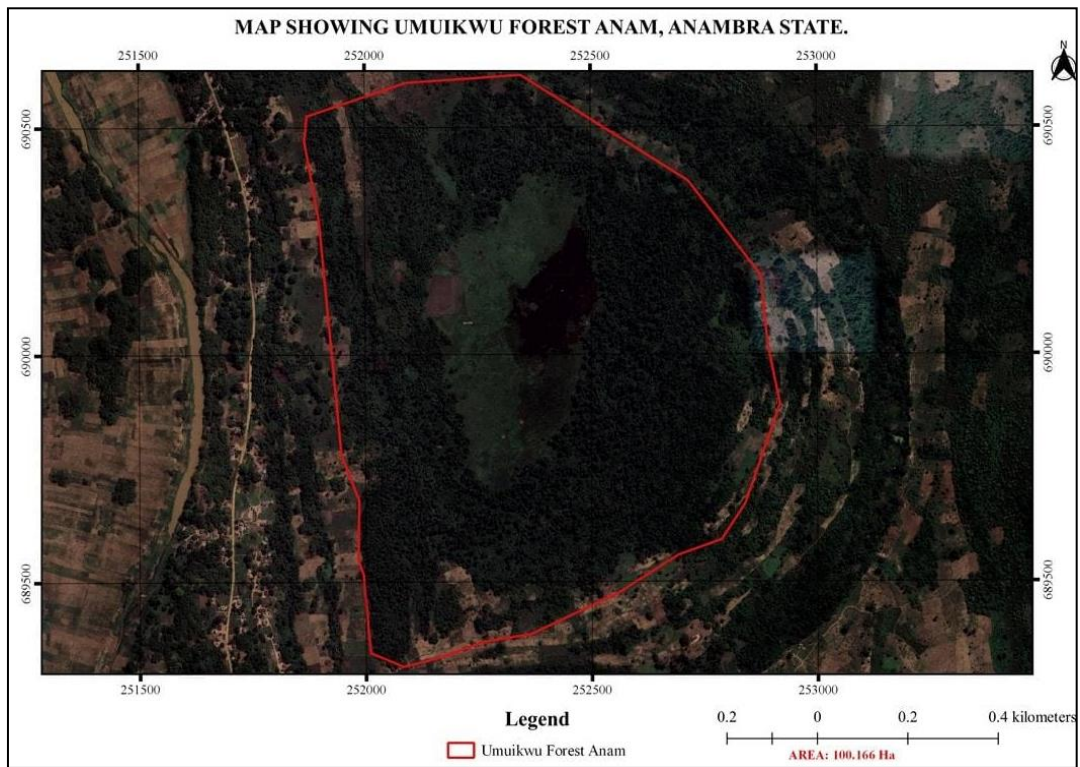 MAP SHOWING UMUIKWU FOREST ANAM, ANAMBRA STATE.
N
251500 252000 252500 253000
690500 690500
690000 690000
689500 689500
251500 252000 252500 253000
Legend
Umuikwu Forest Anam
0.2 0 0.2 0.4 kilometers
AREA: 100.166 Ha